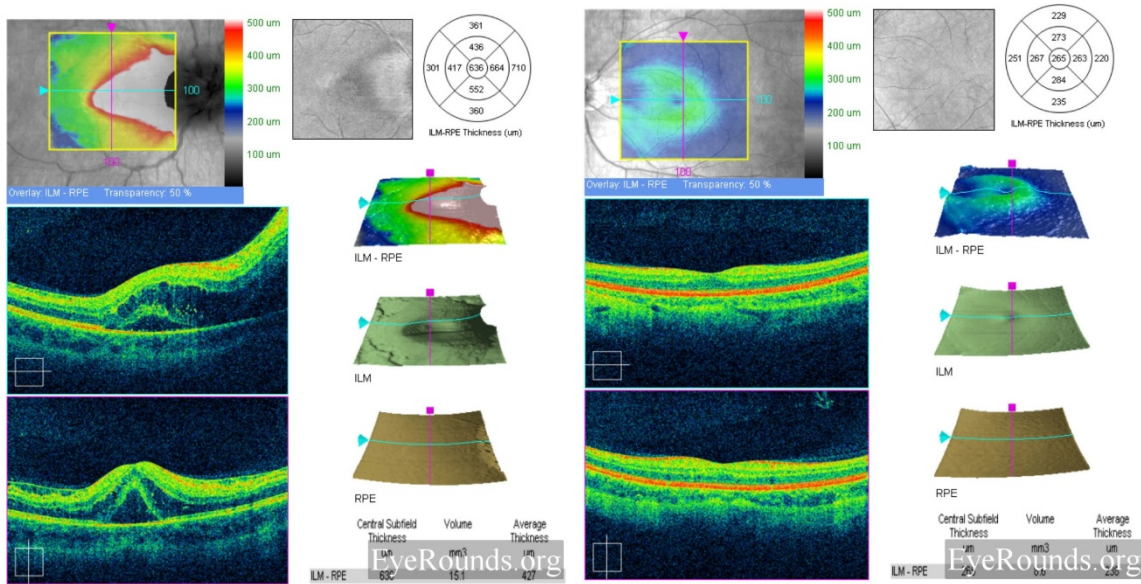 500 um
400 um
300 um
200 um
100 um
100
100
Overlay: ILM - RPE Transparency: 50 %
361
436
301 417 636 664 710
552
360
ILM-RPE Thickness (um)
ILM - RPE
ILM
RPE
Central Subfield Thickness um
Volume mm3
Average Thickness um
ILM - RPE 15.1 427
EyeRounds.org
500 um
400 um
300 um
200 um
100 um
100
100
Overlay: ILM - RPE Transparency: 50 %
229
273
251 267 265 263 220
284
235
ILM-RPE Thickness (um)
ILM - RPE
ILM
RPE
Central Subfield Thickness um
Volume mm3
Average Thickness um
ILM - RPE
EyeRounds.org